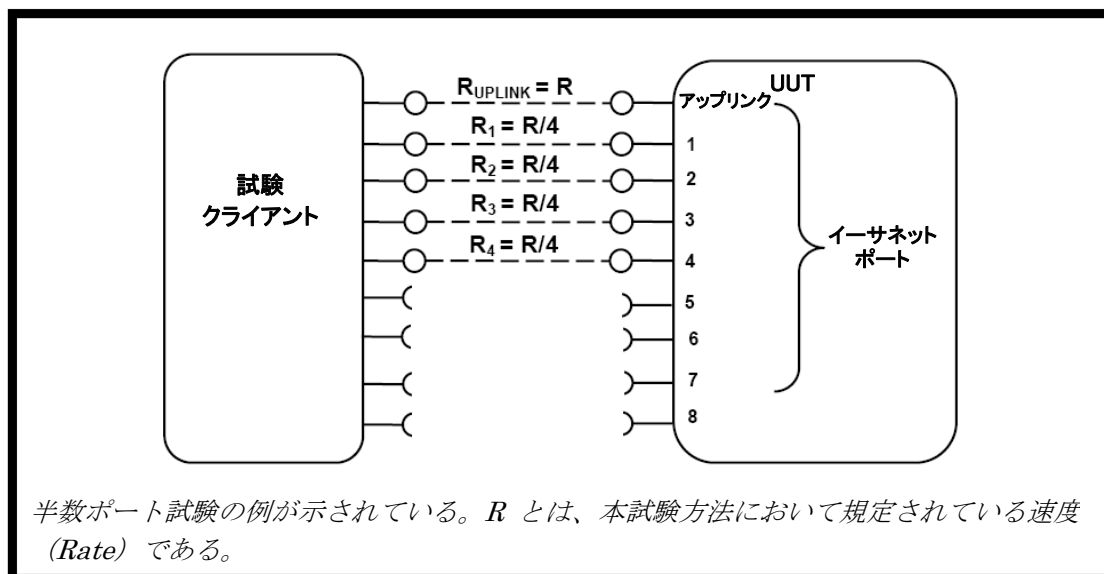 試験
クライアント
R_UPLINK = R
R₁ = R/4
R₂ = R/4
R₃ = R/4
R₄ = R/4
UUT
アップリンク
1
2
3
4
5
6
7
8
イーサネット
ポート
半数ポート試験の例が示されている。R とは、本試験方法において規定されている速度
（Rate）である。